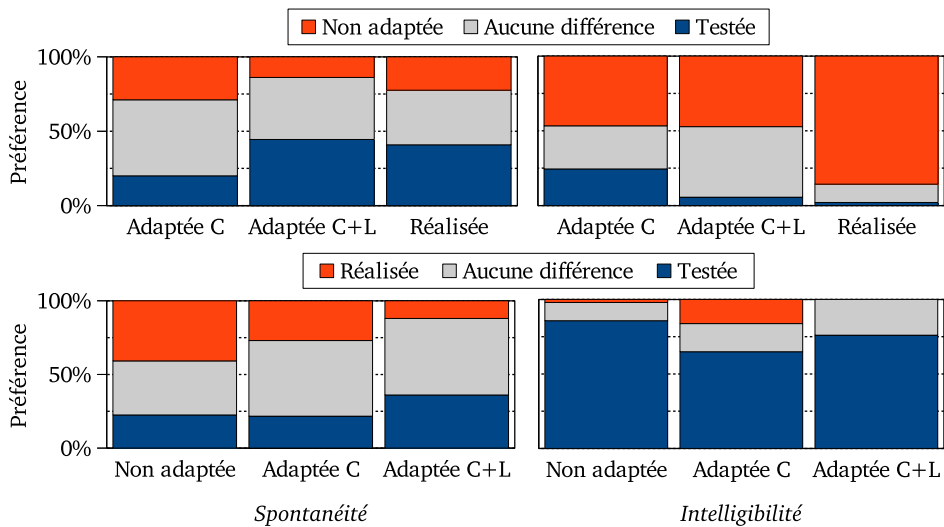 Non adaptée Aucune différence Testée
Préférence
100%
50%
0%
Adaptée C Adaptée C+L Réalisée
Adaptée C Adaptée C+L Réalisée
Réalisée Aucune différence Testée
Préférence
100%
50%
0%
Non adaptée Adaptée C Adaptée C+L
Non adaptée Adaptée C Adaptée C+L
Spontanéité
Intelligibilité